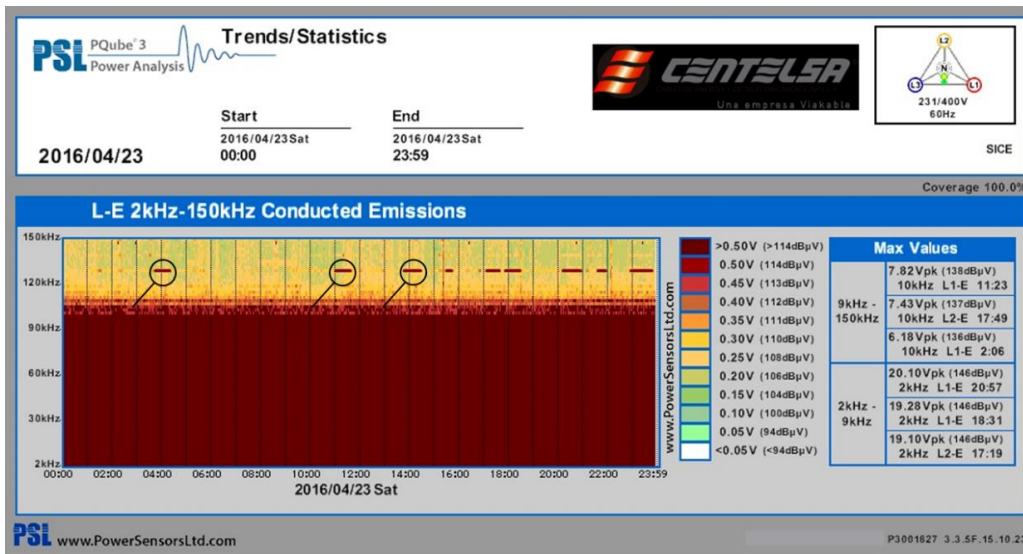 PSL PQube®3 Power Analysis
Trends/Statistics
CENTELSA
Una empresa Viakable
L2
N
L3
L1
231/400V
60Hz
SICE
Start
End
2016/04/23Sat
2016/04/23Sat
00:00
23:59
2016/04/23
Coverage 100.0%
L-E 2kHz-150kHz Conducted Emissions
150kHz
120kHz
90kHz
60kHz
30kHz
2kHz
00:00 02:00 04:00 06:00 08:00 10:00 12:00 14:00 16:00 18:00 20:00 22:00 23:59
2016/04/23 Sat
www.PowerSensorsLtd.com
>0.50V (>114dBµV)
0.50V (114dBµV)
0.45V (113dBµV)
0.40V (112dBµV)
0.35V (111dBµV)
0.30V (110dBµV)
0.25V (108dBµV)
0.20V (106dBµV)
0.15V (104dBµV)
0.10V (100dBµV)
0.05V (94dBµV)
<0.05V (<94dBµV)
Max Values
9kHz -
150kHz
7.82Vpk (138dBµV)
10kHz L1-E 11:23
7.43Vpk (137dBµV)
10kHz L2-E 17:49
6.18Vpk (136dBµV)
10kHz L1-E 2:06
2kHz -
9kHz
20.10Vpk (146dBµV)
2kHz L1-E 20:57
19.28Vpk (146dBµV)
2kHz L1-E 18:31
19.10Vpk (146dBµV)
2kHz L2-E 17:19
PSL www.PowerSensorsLtd.com
P3001827 3.3.5F.15.10.23